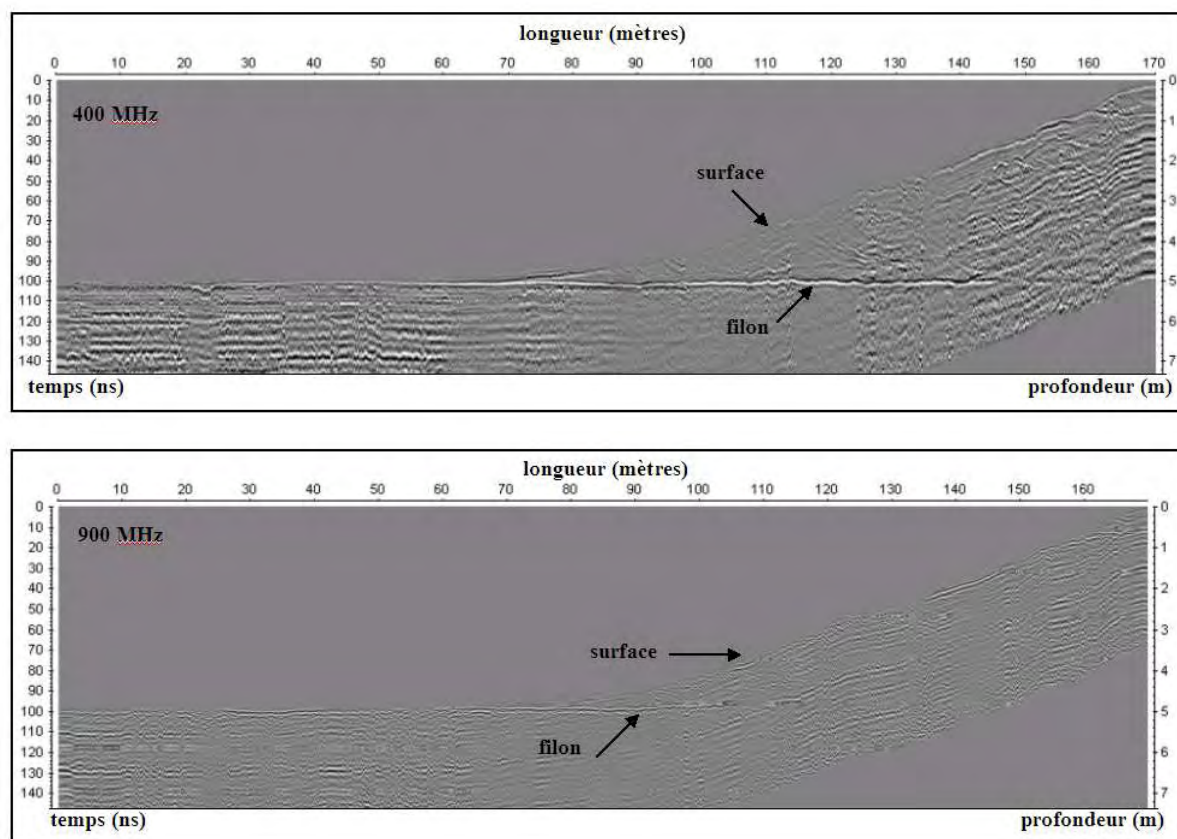 longueur (mètres)
0 10 20 30 40 50 60 70 80 90 100 110 120 130 140 150 160 170
400 MHz
0 10 20 30 40 50 60 70 80 90 100 110 120 130 140
0 1 2 3 4 5 6 7
surface
filon
temps (ns)
profondeur (m)
longueur (mètres)
0 10 20 30 40 50 60 70 80 90 100 110 120 130 140 150 160
900 MHz
0 10 20 30 40 50 60 70 80 90 100 110 120 130 140
0 1 2 3 4 5 6 7
surface
filon
temps (ns)
profondeur (m)